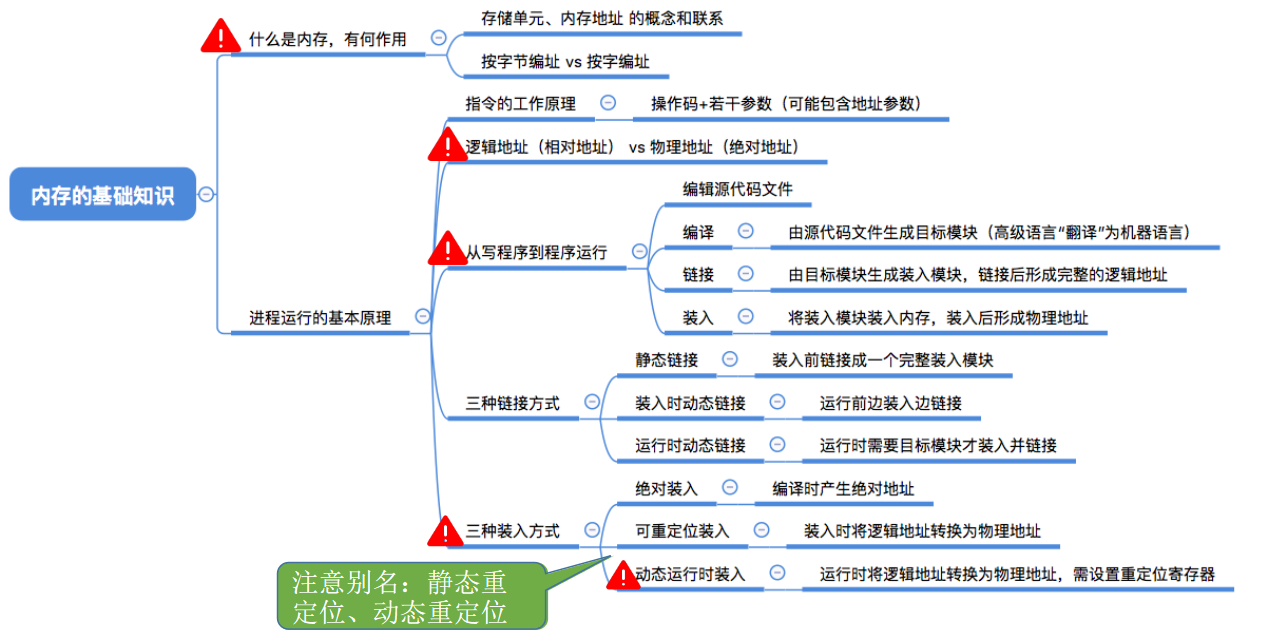 内存的基础知识
什么是内存，有何作用
存储单元、内存地址 的概念和联系
按字节编址 vs 按字编址
进程运行的基本原理
指令的工作原理
操作码+若干参数（可能包含地址参数）
逻辑地址（相对地址） vs 物理地址（绝对地址）
从写程序到程序运行
编辑源代码文件
编译
由源代码文件生成目标模块（高级语言“翻译”为机器语言）
链接
由目标模块生成装入模块，链接后形成完整的逻辑地址
装入
将装入模块装入内存，装入后形成物理地址
三种链接方式
静态链接
装入前链接成一个完整装入模块
装入时动态链接
运行前边装入边链接
运行时动态链接
运行时需要目标模块才装入并链接
三种装入方式
绝对装入
编译时产生绝对地址
可重定位装入
装入时将逻辑地址转换为物理地址
动态运行时装入
运行时将逻辑地址转换为物理地址，需设置重定位寄存器
注意别名：静态重
定位、动态重定位